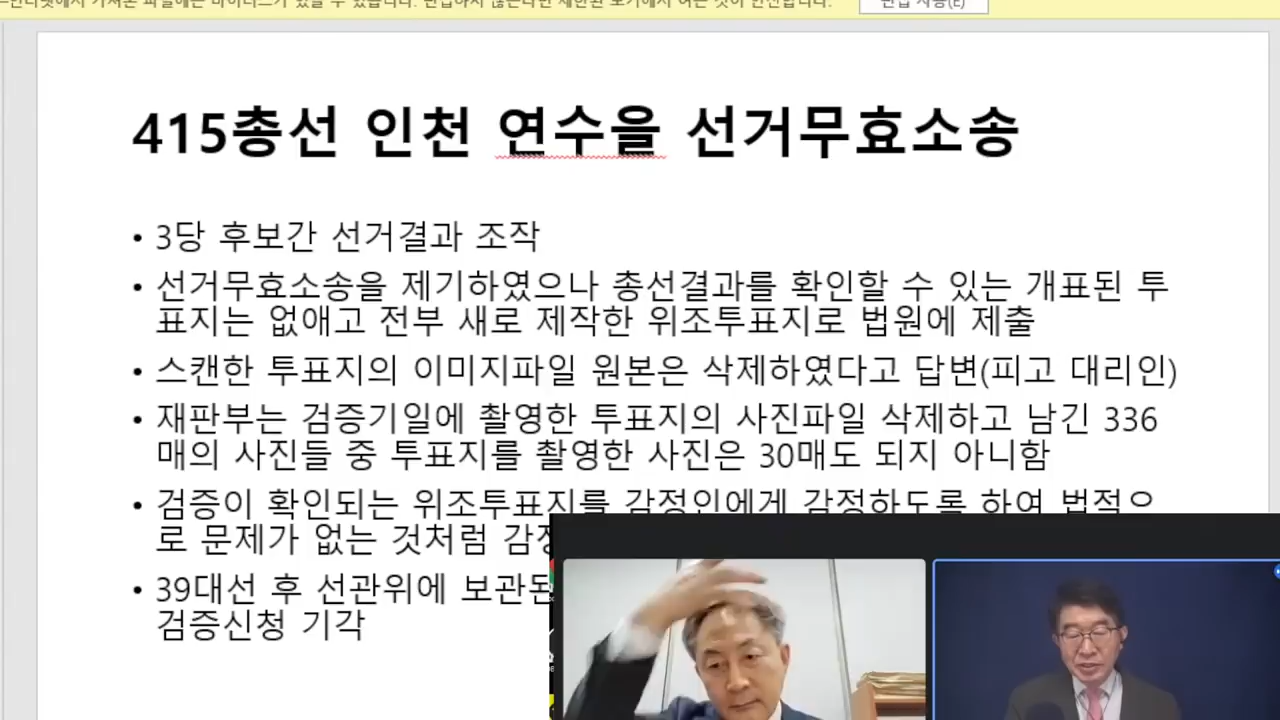 415총선 인천 연수을 선거무효소송
• 3당 후보간 선거결과 조작
• 선거무효소송을 제기하였으나 총선결과를 확인할 수 있는 개표된 투
표지는 없애고 전부 새로 제작한 위조투표지로 법원에 제출
• 스캔한 투표지의 이미지파일 원본은 삭제하였다고 답변(피고 대리인)
• 재판부는 검증기일에 촬영한 투표지의 사진파일 삭제하고 남긴 336
매의 사진들 중 투표지를 촬영한 사진은 30매도 되지 아니함
• 검증이 확인되는 위조투표지를 감정인에게 감정하도록 하여 법적으
로 문제가 없는 것처럼
• 39대선 후 선관위에 보관된
검증신청 기각